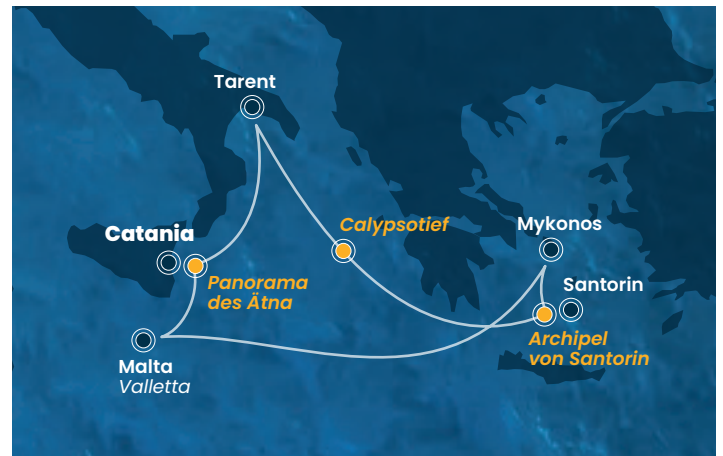 Tarent
Catania
Calypsotief
Mykonos
Panorama
des Ätna
Santorin
Archipel
von Santorin
Malta
Valletta